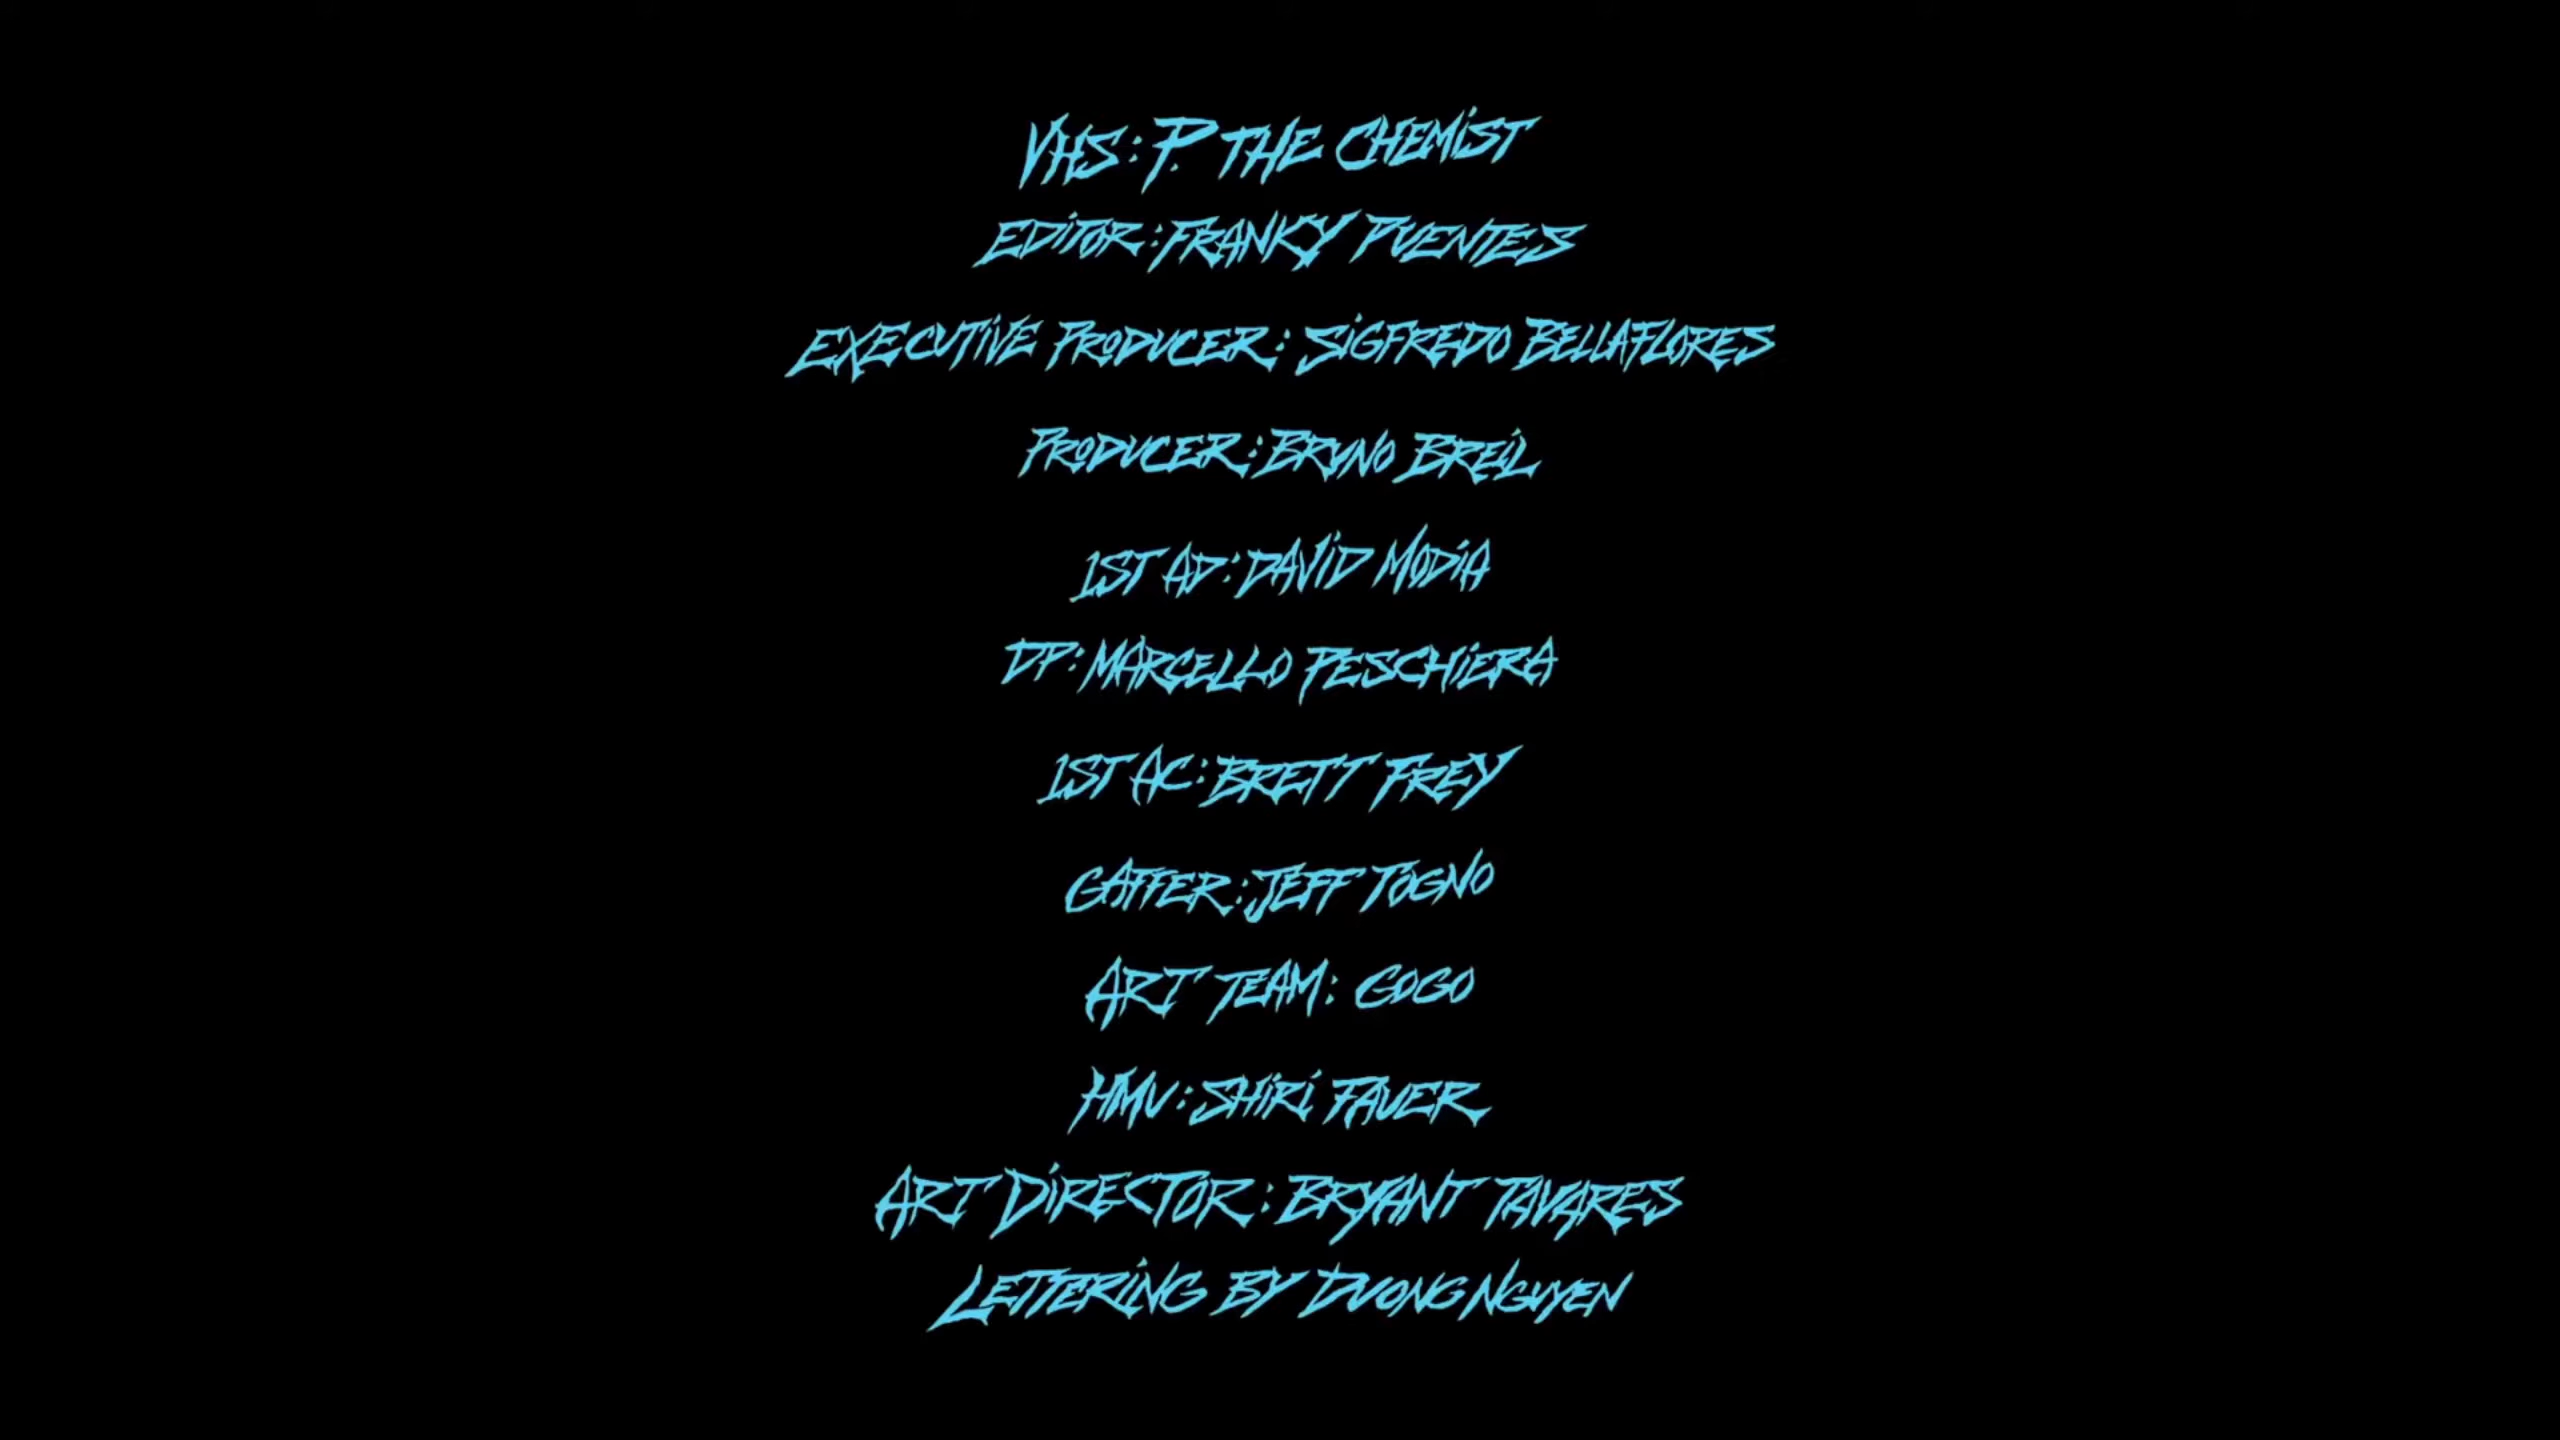 VHS: P. THE CHEMIST
EDITOR: FRANKY PUENTES
EXECUTIVE PRODUCER: SIGFREDO BELLAFLORES
PRODUCER: BRUNO BREIL
1ST AD: DAVID MODIA
DP: MARCELLO PESCHIERA
1ST AC: BRETT FREY
GAFFER: JEFF TOGNO
ART TEAM: GOGO
HMU: SHIRI FAUER
ART DIRECTOR: BRYANT TAVARES
LETTERING BY DUONG NGUYEN